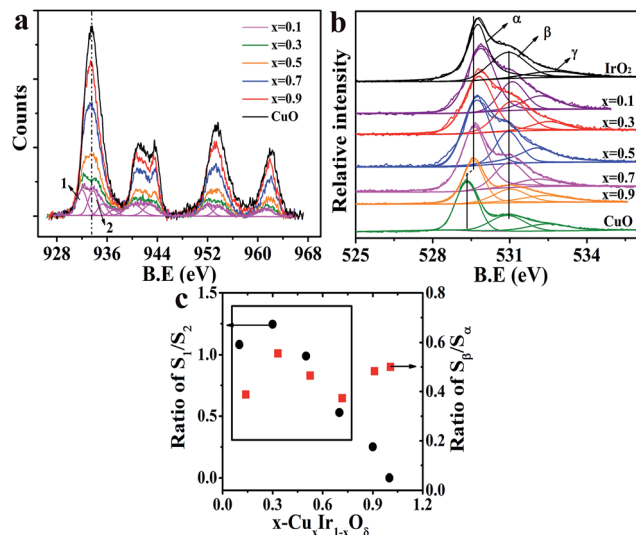 a
x=0.1
x=0.3
x=0.5
x=0.7
x=0.9
CuO
1
2
Counts
928 936 944 952 960 968
B.E (eV)
b
α
β
γ
IrO₂
x=0.1
x=0.3
x=0.5
x=0.7
x=0.9
CuO
Relative intensity
525 529 531 535
B.E (eV)
c
1.5
1.0
0.5
0.0
Ratio of S₁/S₂
0.8
0.6
0.4
0.2
0.0
Ratio of Sβ/Sα
0.0 0.3 0.6 0.9 1.2
x-CuₓIr₁₋ₓOδ